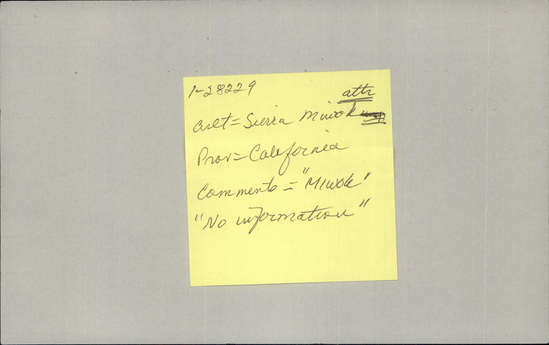 1-28229 attr
Cult = Sierra Miwok
Prov = California
Comments = "Miwok"
"No information"